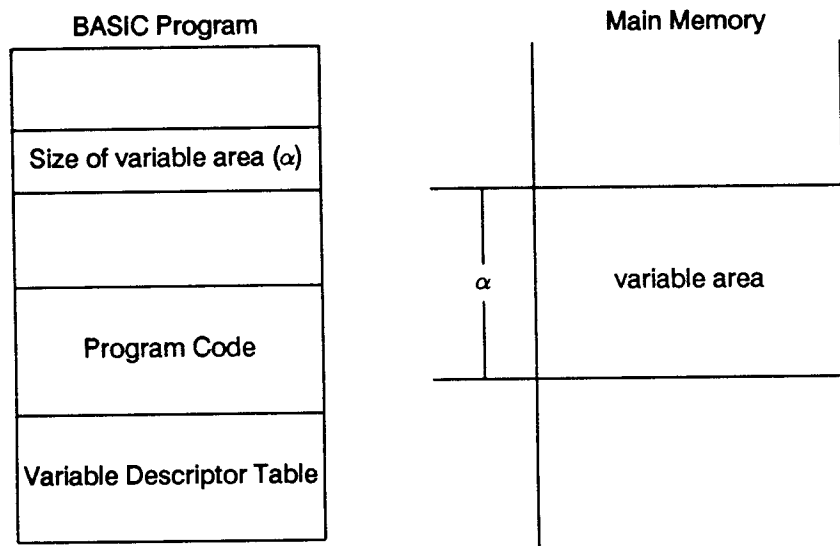 BASIC Program
Size of variable area (α)
Program Code
Variable Descriptor Table
Main Memory
α
variable area